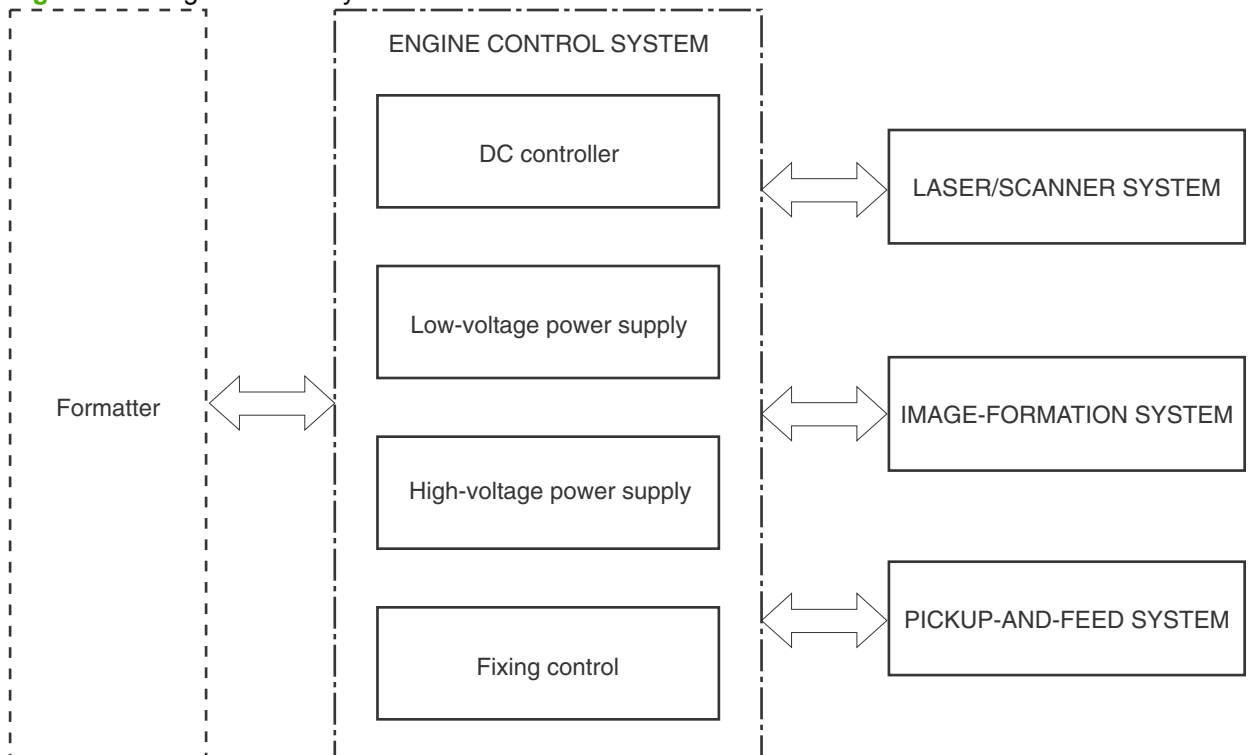 ENGINE CONTROL SYSTEM
DC controller
LASER/SCANNER SYSTEM
Low-voltage power supply
Formatter
IMAGE-FORMATION SYSTEM
High-voltage power supply
PICKUP-AND-FEED SYSTEM
Fixing control